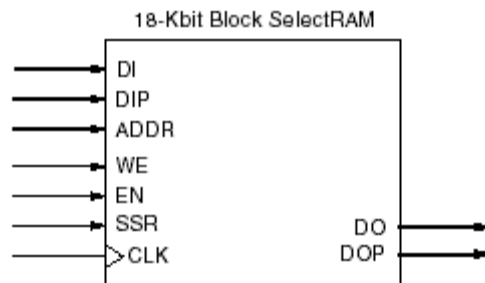 18-Kbit Block SelectRAM
DI
DIP
ADDR
WE
EN
SSR
CLK
DO
DOP